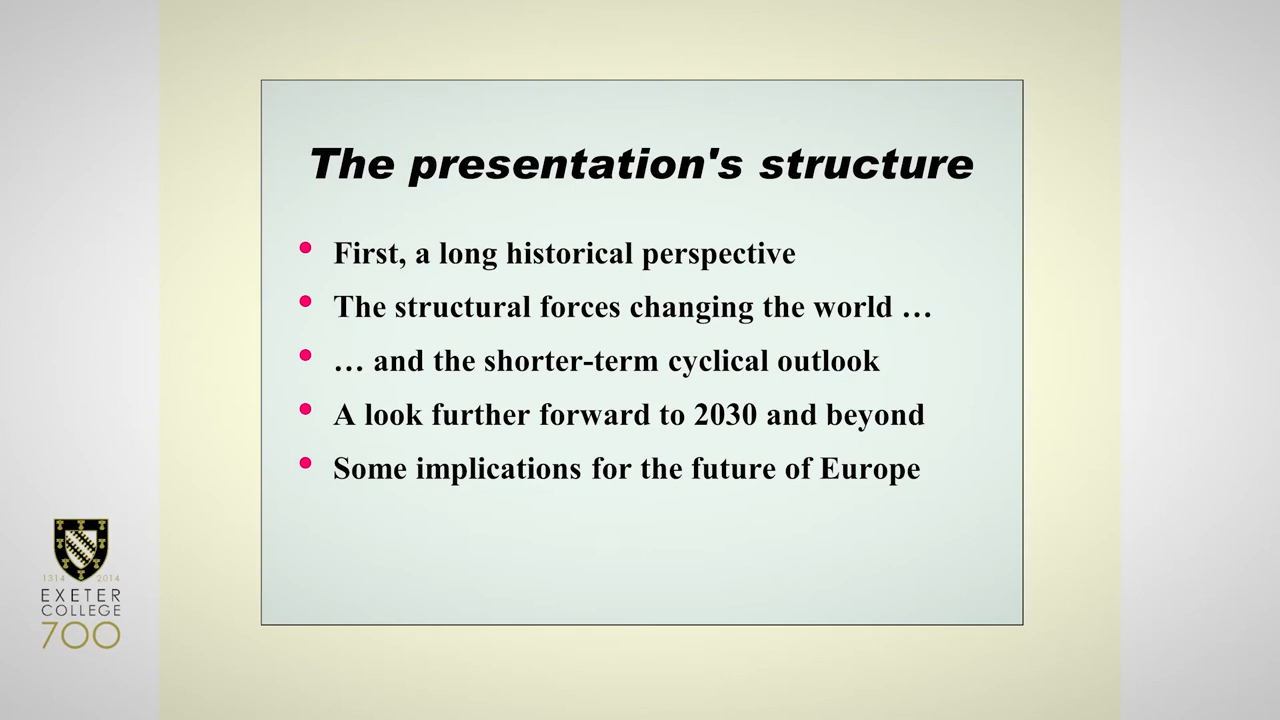 The presentation's structure
First, a long historical perspective
The structural forces changing the world …
… and the shorter-term cyclical outlook
A look further forward to 2030 and beyond
Some implications for the future of Europe
1314 2014
EXETER
COLLEGE
700